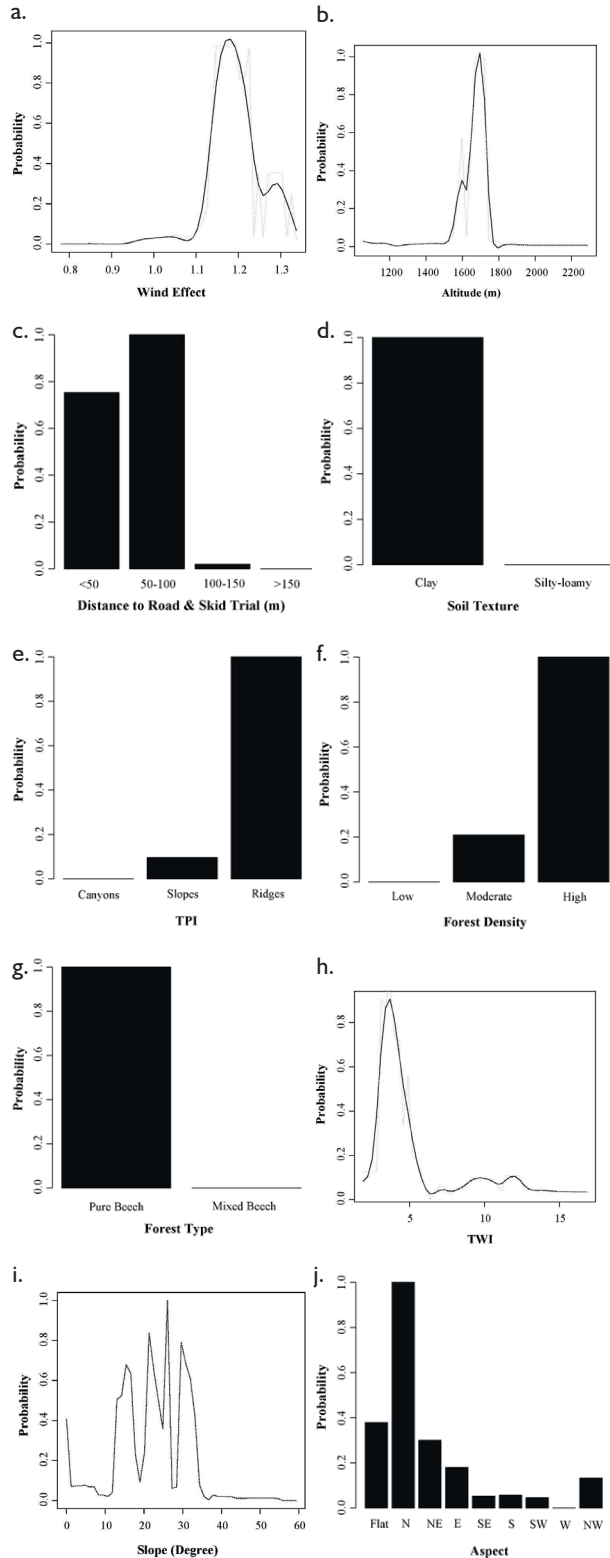 a.
Probability
0.0 0.2 0.4 0.6 0.8 1.0
0.8 0.9 1.0 1.1 1.2 1.3
Wind Effect
b.
Probability
0.0 0.2 0.4 0.6 0.8 1.0
1200 1400 1600 1800 2000 2200
Altitude (m)
c.
Probability
0.0 0.2 0.4 0.6 0.8 1.0
<50 50-100 100-150 >150
Distance to Road & Skid Trial (m)
d.
Probability
0.0 0.2 0.4 0.6 0.8 1.0
Clay Silty-loamy
Soil Texture
e.
Probability
0.0 0.2 0.4 0.6 0.8 1.0
Canyons Slopes Ridges
TPI
f.
Probability
0.0 0.2 0.4 0.6 0.8 1.0
Low Moderate High
Forest Density
g.
Probability
0.0 0.2 0.4 0.6 0.8 1.0
Pure Beech Mixed Beech
Forest Type
h.
Probability
0.0 0.2 0.4 0.6 0.8
5 10 15
TWI
i.
Probability
0.0 0.2 0.4 0.6 0.8 1.0
0 10 20 30 40 50 60
Slope (Degree)
j.
Probability
0.0 0.2 0.4 0.6 0.8 1.0
Flat N NE E SE S SW W NW
Aspect